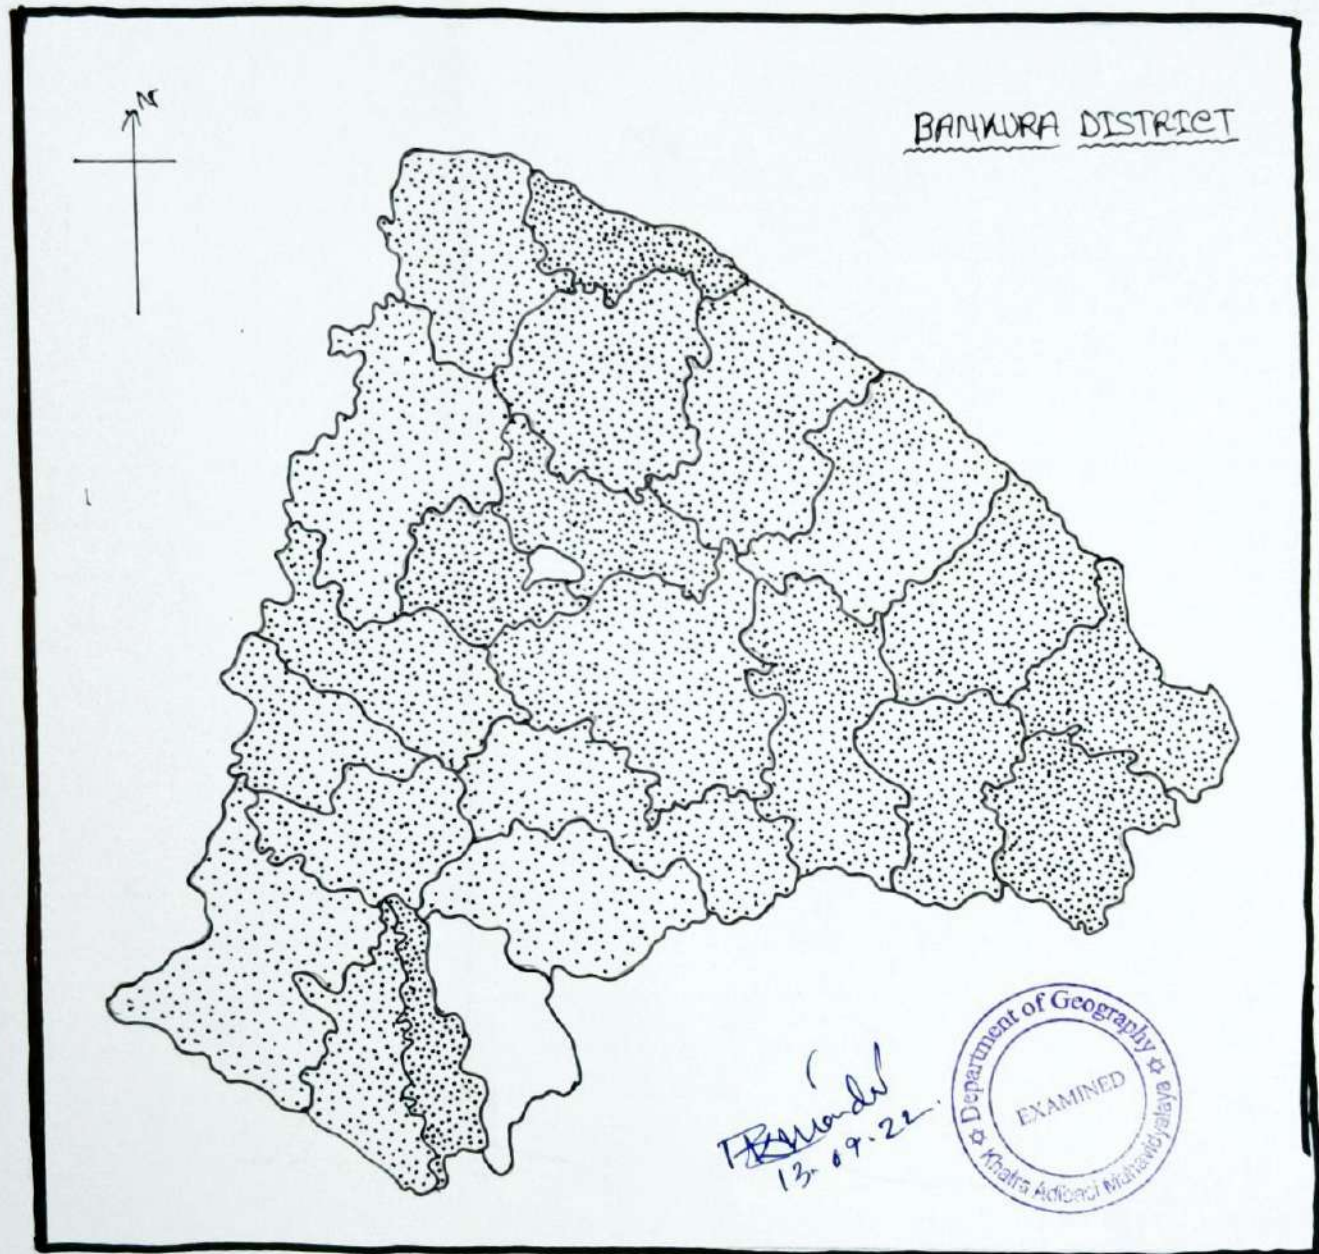 N
BANKURA DISTRICT
13.09.22
Department of Geography
EXAMINED
Khatra Adibasi Mahavidyalaya